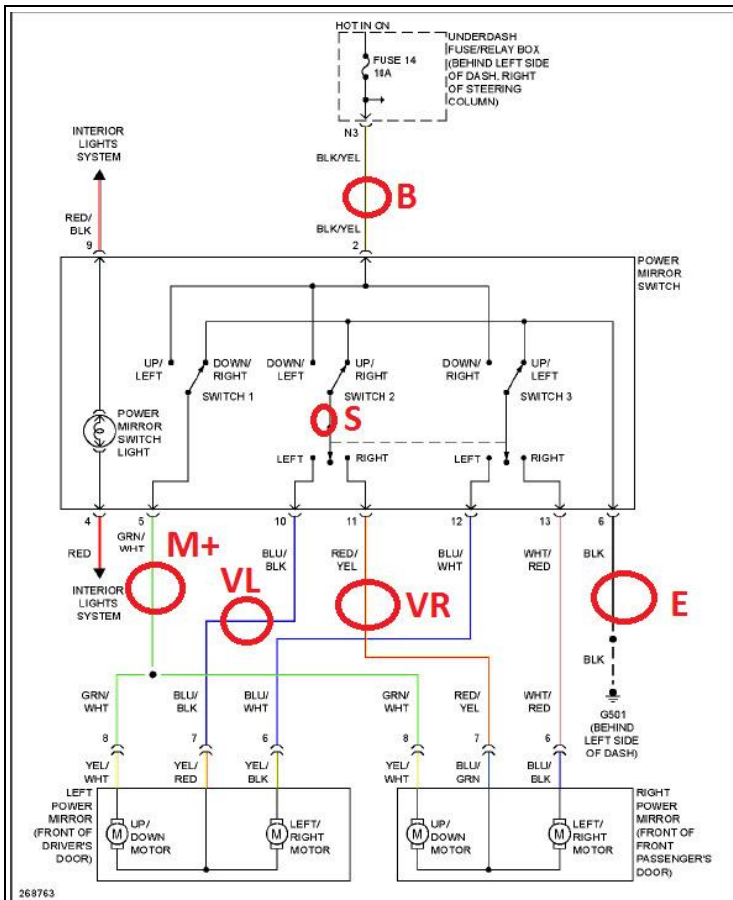 HOT IN ON
FUSE 14
10A
UNDERDASH
FUSE/RELAY BOX
(BEHIND LEFT SIDE
OF DASH, RIGHT
OF STEERING
COLUMN)
N3
INTERIOR
LIGHTS
SYSTEM
BLK/YEL
B
RED/
BLK
BLK/YEL
9
2
POWER
MIRROR
SWITCH
UP/
LEFT
DOWN/
RIGHT
DOWN/
LEFT
UP/
RIGHT
DOWN/
RIGHT
UP/
LEFT
SWITCH 1
SWITCH 2
SWITCH 3
POWER
MIRROR
SWITCH
LIGHT
S
LEFT
RIGHT
LEFT
RIGHT
4
5
10
11
12
13
6
RED
GRN/
WHT
BLU/
BLK
RED/
YEL
BLU/
WHT
WHT/
RED
BLK
M+
VL
VR
E
INTERIOR
LIGHTS
SYSTEM
BLK
GRN/
WHT
BLU/
BLK
BLU/
WHT
GRN/
WHT
RED/
YEL
WHT/
RED
G501
(BEHIND
LEFT SIDE
OF DASH)
8
7
6
8
7
6
YEL/
WHT
YEL/
RED
YEL/
BLK
YEL/
WHT
BLU/
GRN
BLU/
BLK
LEFT
POWER
MIRROR
(FRONT OF
DRIVER'S
DOOR)
M
UP/
DOWN
MOTOR
M
LEFT/
RIGHT
MOTOR
M
UP/
DOWN
MOTOR
M
LEFT/
RIGHT
MOTOR
RIGHT
POWER
MIRROR
(FRONT OF
FRONT
PASSENGER'S
DOOR)
268763